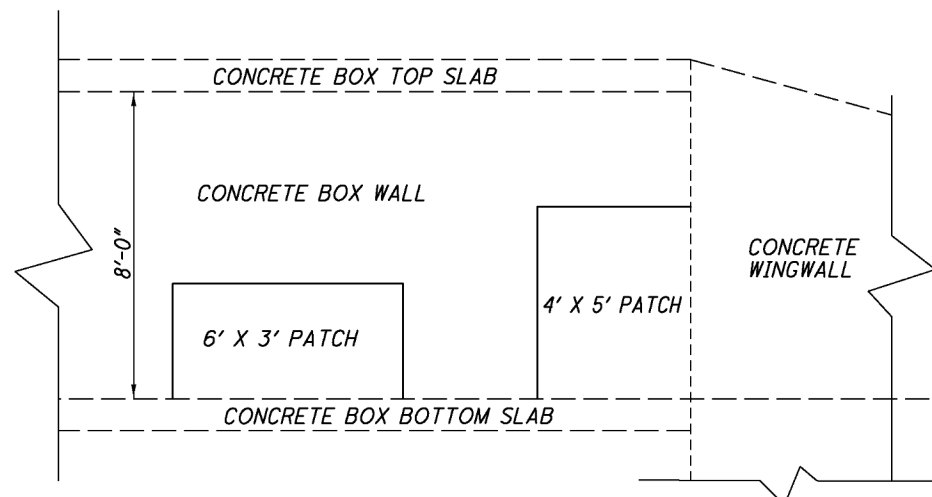 CONCRETE BOX TOP SLAB
CONCRETE BOX WALL
8'-0"
CONCRETE
WINGWALL
4' X 5' PATCH
6' X 3' PATCH
CONCRETE BOX BOTTOM SLAB